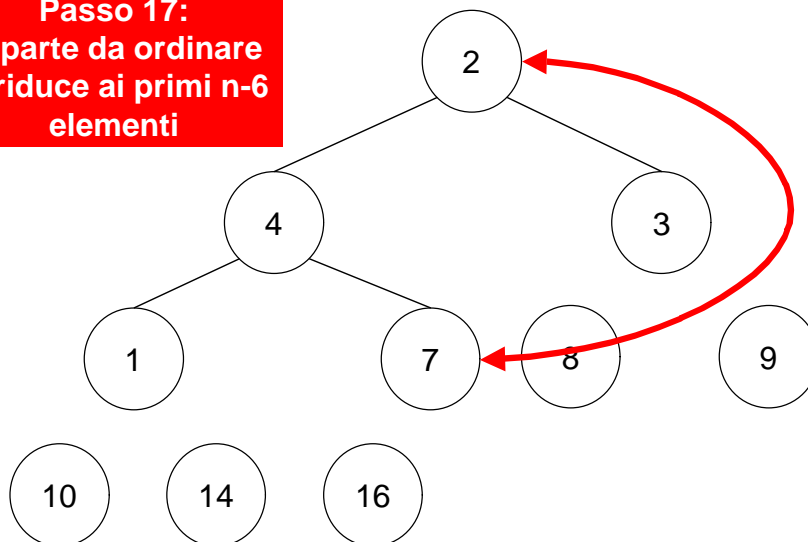 Passo 17:
parte da ordinare
riduce ai primi n-6
elementi
2
4 3
1 7 8 9
10 14 16